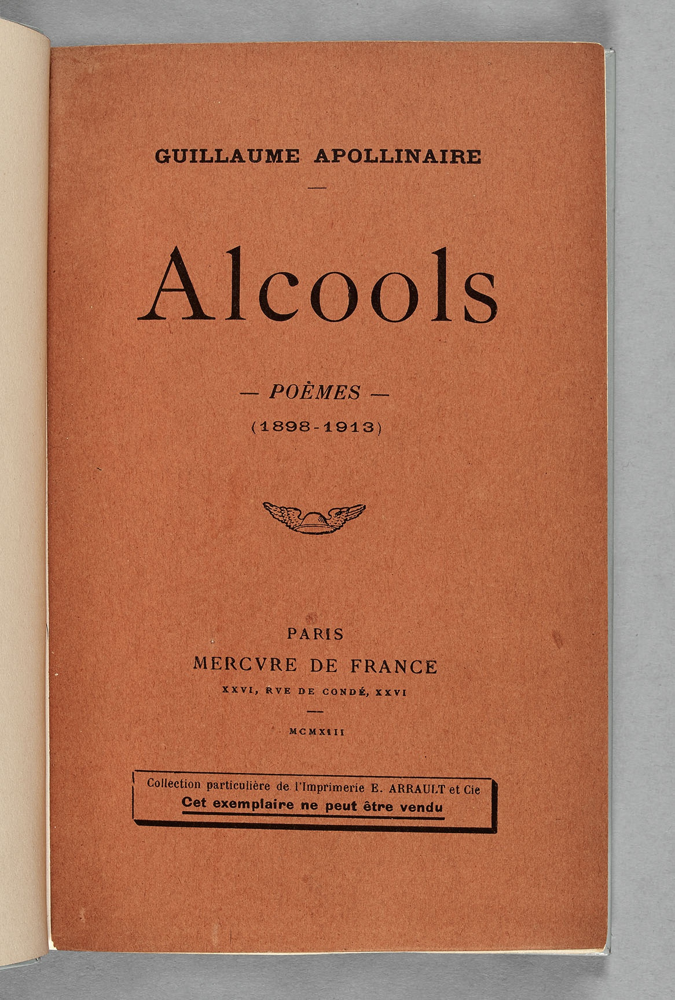 GUILLAUME APOLLINAIRE
Alcools
— POÈMES —
(1898-1913)
PARIS
MERCVRE DE FRANCE
XXVI, RVE DE CONDÉ, XXVI
MCMXIII
Collection particulière de l'Imprimerie E. ARRAULT et Cie
Cet exemplaire ne peut être vendu